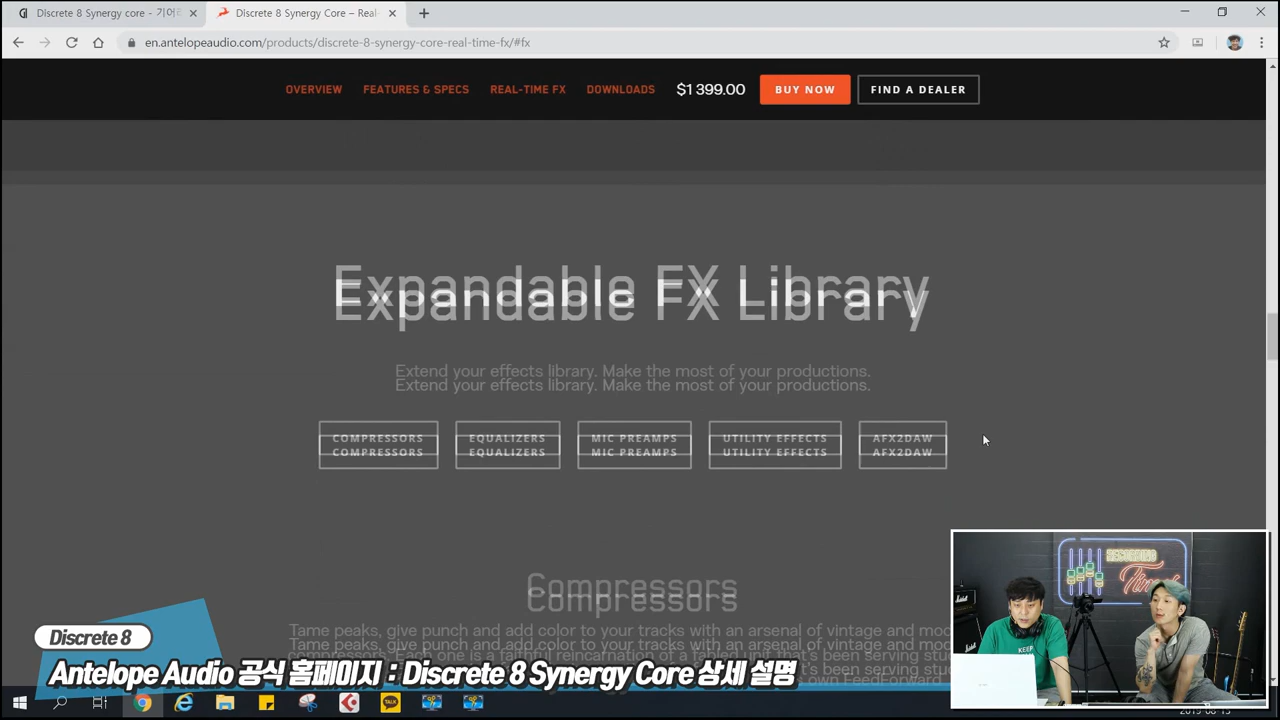 Discrete 8 Synergy core - 기어
Discrete 8 Synergy Core – Real-
en.antelopeaudio.com/products/discrete-8-synergy-core-real-time-fx/#fx
OVERVIEW FEATURES & SPECS REAL-TIME FX DOWNLOADS $1 399.00 BUY NOW FIND A DEALER
Expandable FX Library
Extend your effects library. Make the most of your productions.
Extend your effects library. Make the most of your productions.
COMPRESSORS EQUALIZERS MIC PREAMPS UTILITY EFFECTS AFX2DAW
COMPRESSORS EQUALIZERS MIC PREAMPS UTILITY EFFECTS AFX2DAW
Compressors
Tame peaks, give punch and add color to your tracks with an arsenal of vintage and
Tame peaks, give punch and add color to your tracks with an arsenal of vintage and
compressors. Each one is a faithful reincarnation of a fabled unit that's been serving
own FeedForward
RECORDING
Time
KEEP
Marshall
TALK
Discrete 8
Antelope Audio 공식 홈페이지 : Discrete 8 Synergy Core 상세 설명